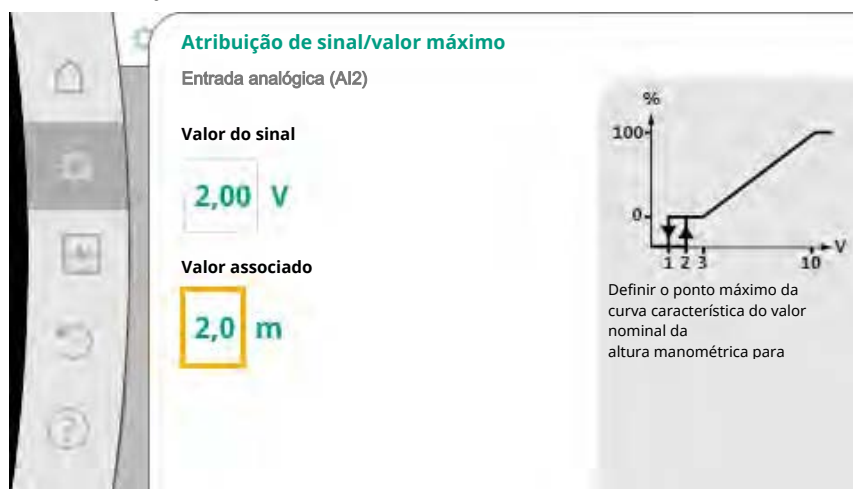 Atribuição de sinal/valor máximo
Entrada analógica (AI2)
Valor do sinal
2,00 V
Valor associado
2,0 m
%
100
0
1 2 3 10 V
Definir o ponto máximo da
curva característica do valor
nominal da
altura manométrica para